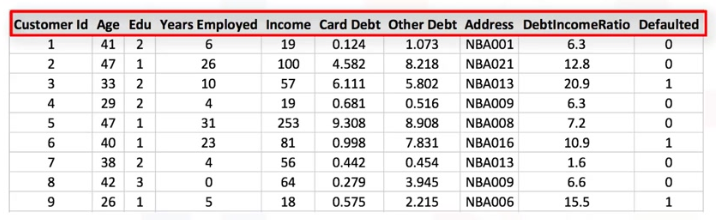 Customer Id Age Edu Years Employed Income Card Debt Other Debt Address DebtIncomeRatio Defaulted
1 41 2 6 19 0.124 1.073 NBA001 6.3 0
2 47 1 26 100 4.582 8.218 NBA021 12.8 0
3 33 2 10 57 6.111 5.802 NBA013 20.9 1
4 29 2 4 19 0.681 0.516 NBA009 6.3 0
5 47 1 31 253 9.308 8.908 NBA008 7.2 0
6 40 1 23 81 0.998 7.831 NBA016 10.9 1
7 38 2 4 56 0.442 0.454 NBA013 1.6 0
8 42 3 0 64 0.279 3.945 NBA009 6.6 0
9 26 1 5 18 0.575 2.215 NBA006 15.5 1